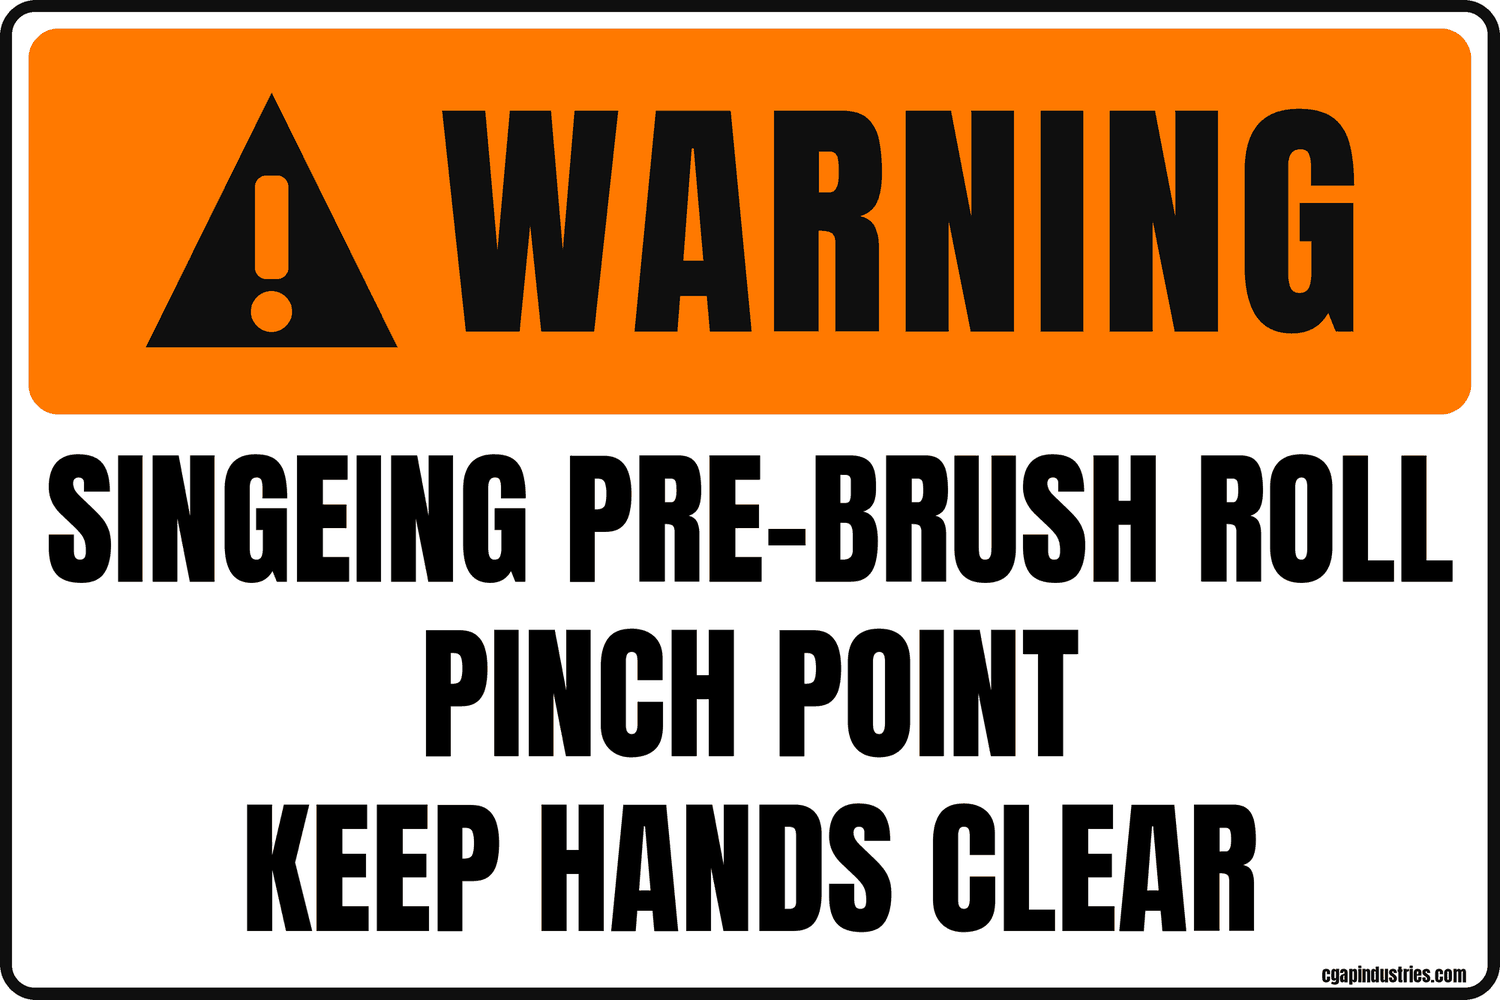 WARNING
SINGEING PRE-BRUSH ROLL
PINCH POINT
KEEP HANDS CLEAR
cgapindustries.com